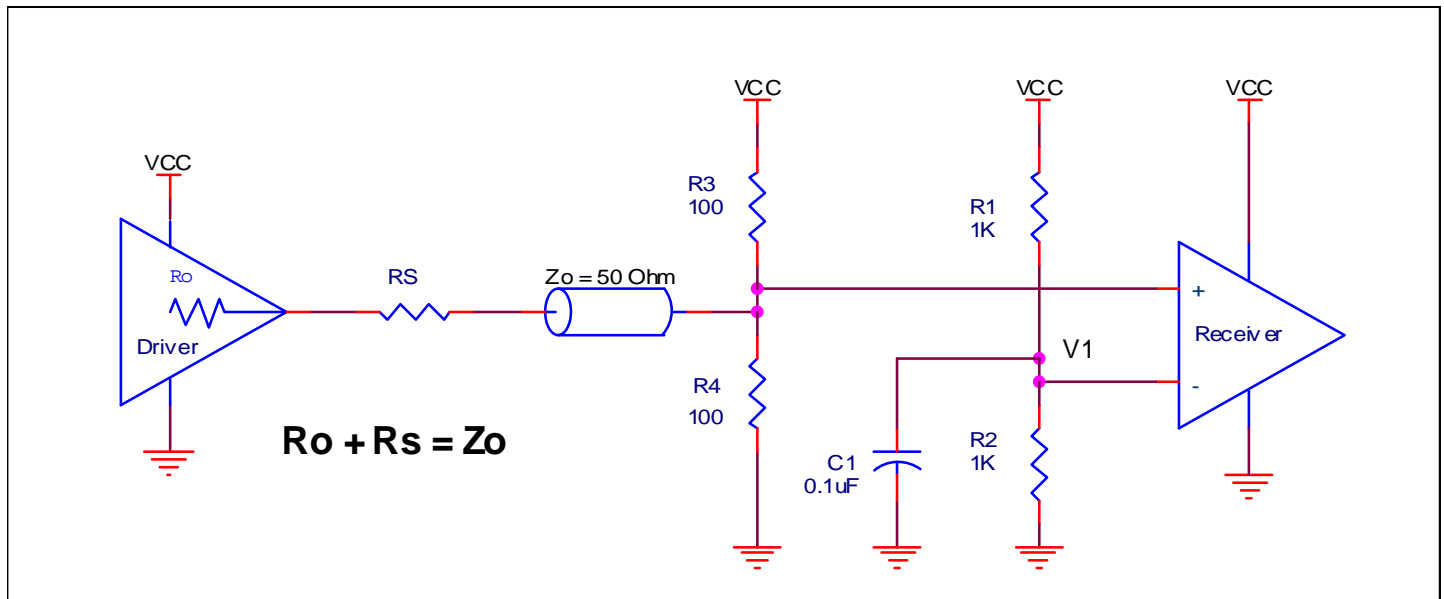 VCC
VCC
VCC
VCC
R3
100
R1
1K
Ro
RS
Zo = 50 Ohm
+
Driver
Receiver
V1
-
R4
100
Ro + Rs = Zo
C1
0.1uF
R2
1K